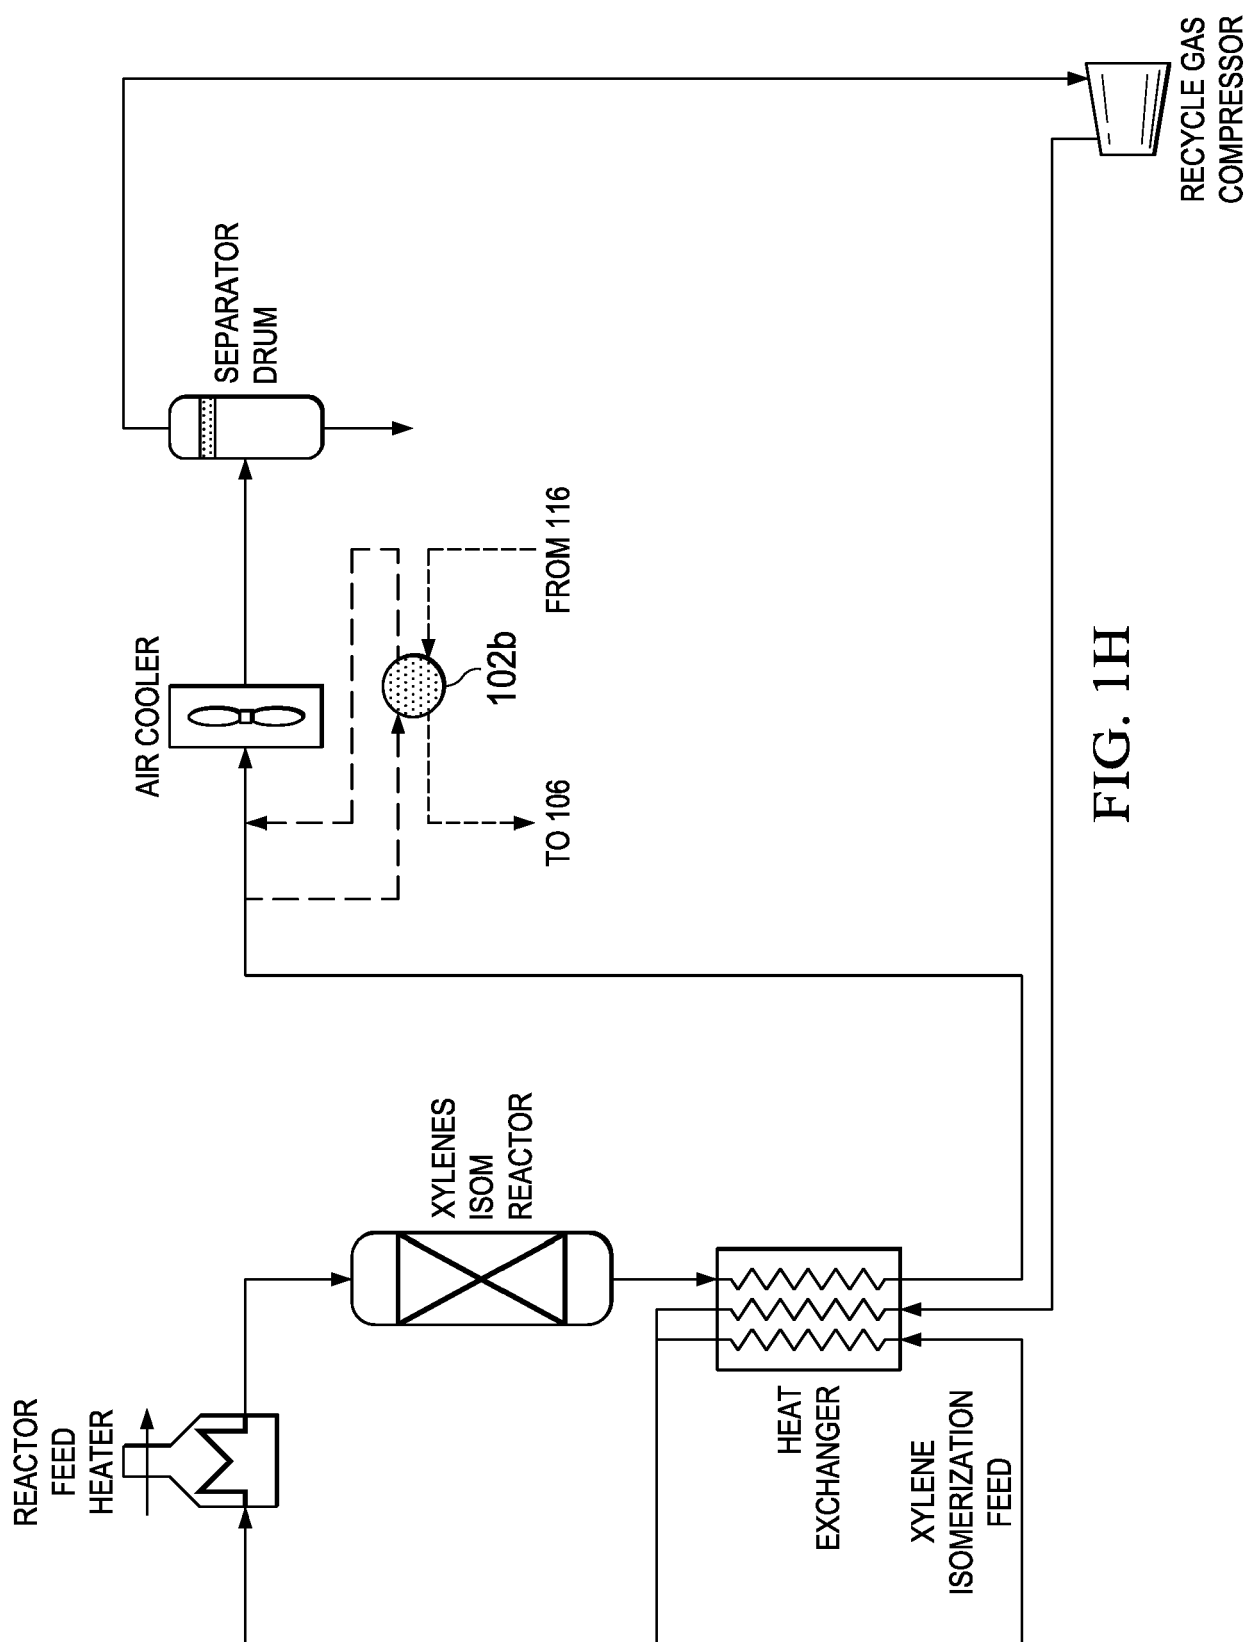 REACTOR
FEED
HEATER
XYLENES
ISOM
REACTOR
HEAT
EXCHANGER
XYLENE
ISOMERIZATION
FEED
AIR COOLER
102b
TO 106
FROM 116
SEPARATOR
DRUM
RECYCLE GAS
COMPRESSOR
FIG. 1H